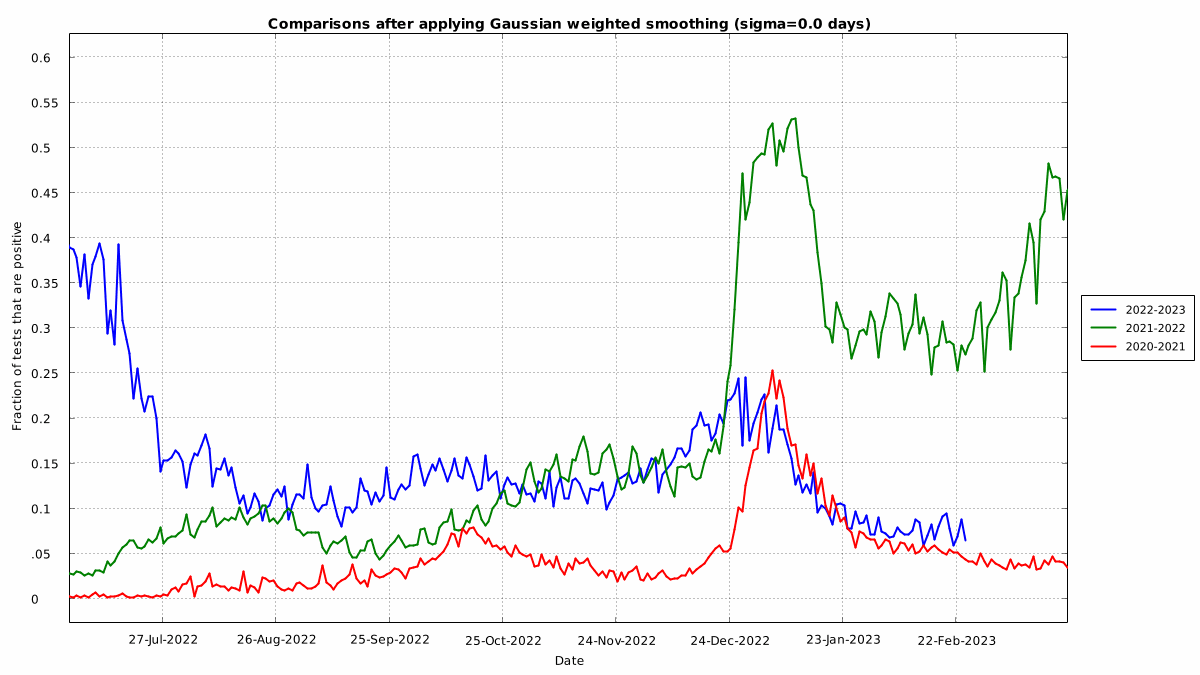 Comparisons after applying Gaussian weighted smoothing (sigma=0.0 days)
0.6
0.55
0.5
0.45
0.4
0.35
0.3
0.25
0.2
0.15
0.1
.05
0
Fraction of tests that are positive
27-Jul-2022
26-Aug-2022
25-Sep-2022
25-Oct-2022
24-Nov-2022
24-Dec-2022
23-Jan-2023
22-Feb-2023
Date
2022-2023
2021-2022
2020-2021